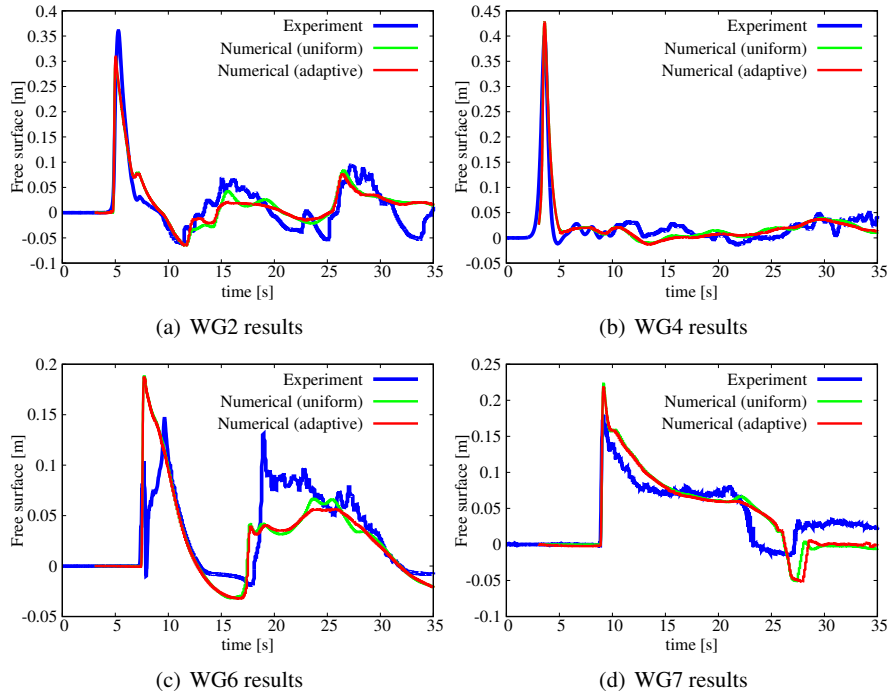 0.4
0.35
0.3
0.25
0.2
0.15
0.1
0.05
0
-0.05
-0.1
Free surface [m]
Experiment
Numerical (uniform)
Numerical (adaptive)
0 5 10 15 20 25 30 35
time [s]
(a) WG2 results
0.45
0.4
0.35
0.3
0.25
0.2
0.15
0.1
0.05
0
-0.05
Free surface [m]
Experiment
Numerical (uniform)
Numerical (adaptive)
0 5 10 15 20 25 30 35
time [s]
(b) WG4 results
0.2
0.15
0.1
0.05
0
-0.05
Free surface [m]
Experiment
Numerical (uniform)
Numerical (adaptive)
0 5 10 15 20 25 30 35
time [s]
(c) WG6 results
0.25
0.2
0.15
0.1
0.05
0
-0.05
-0.1
Free surface [m]
Experiment
Numerical (uniform)
Numerical (adaptive)
0 5 10 15 20 25 30 35
time [s]
(d) WG7 results